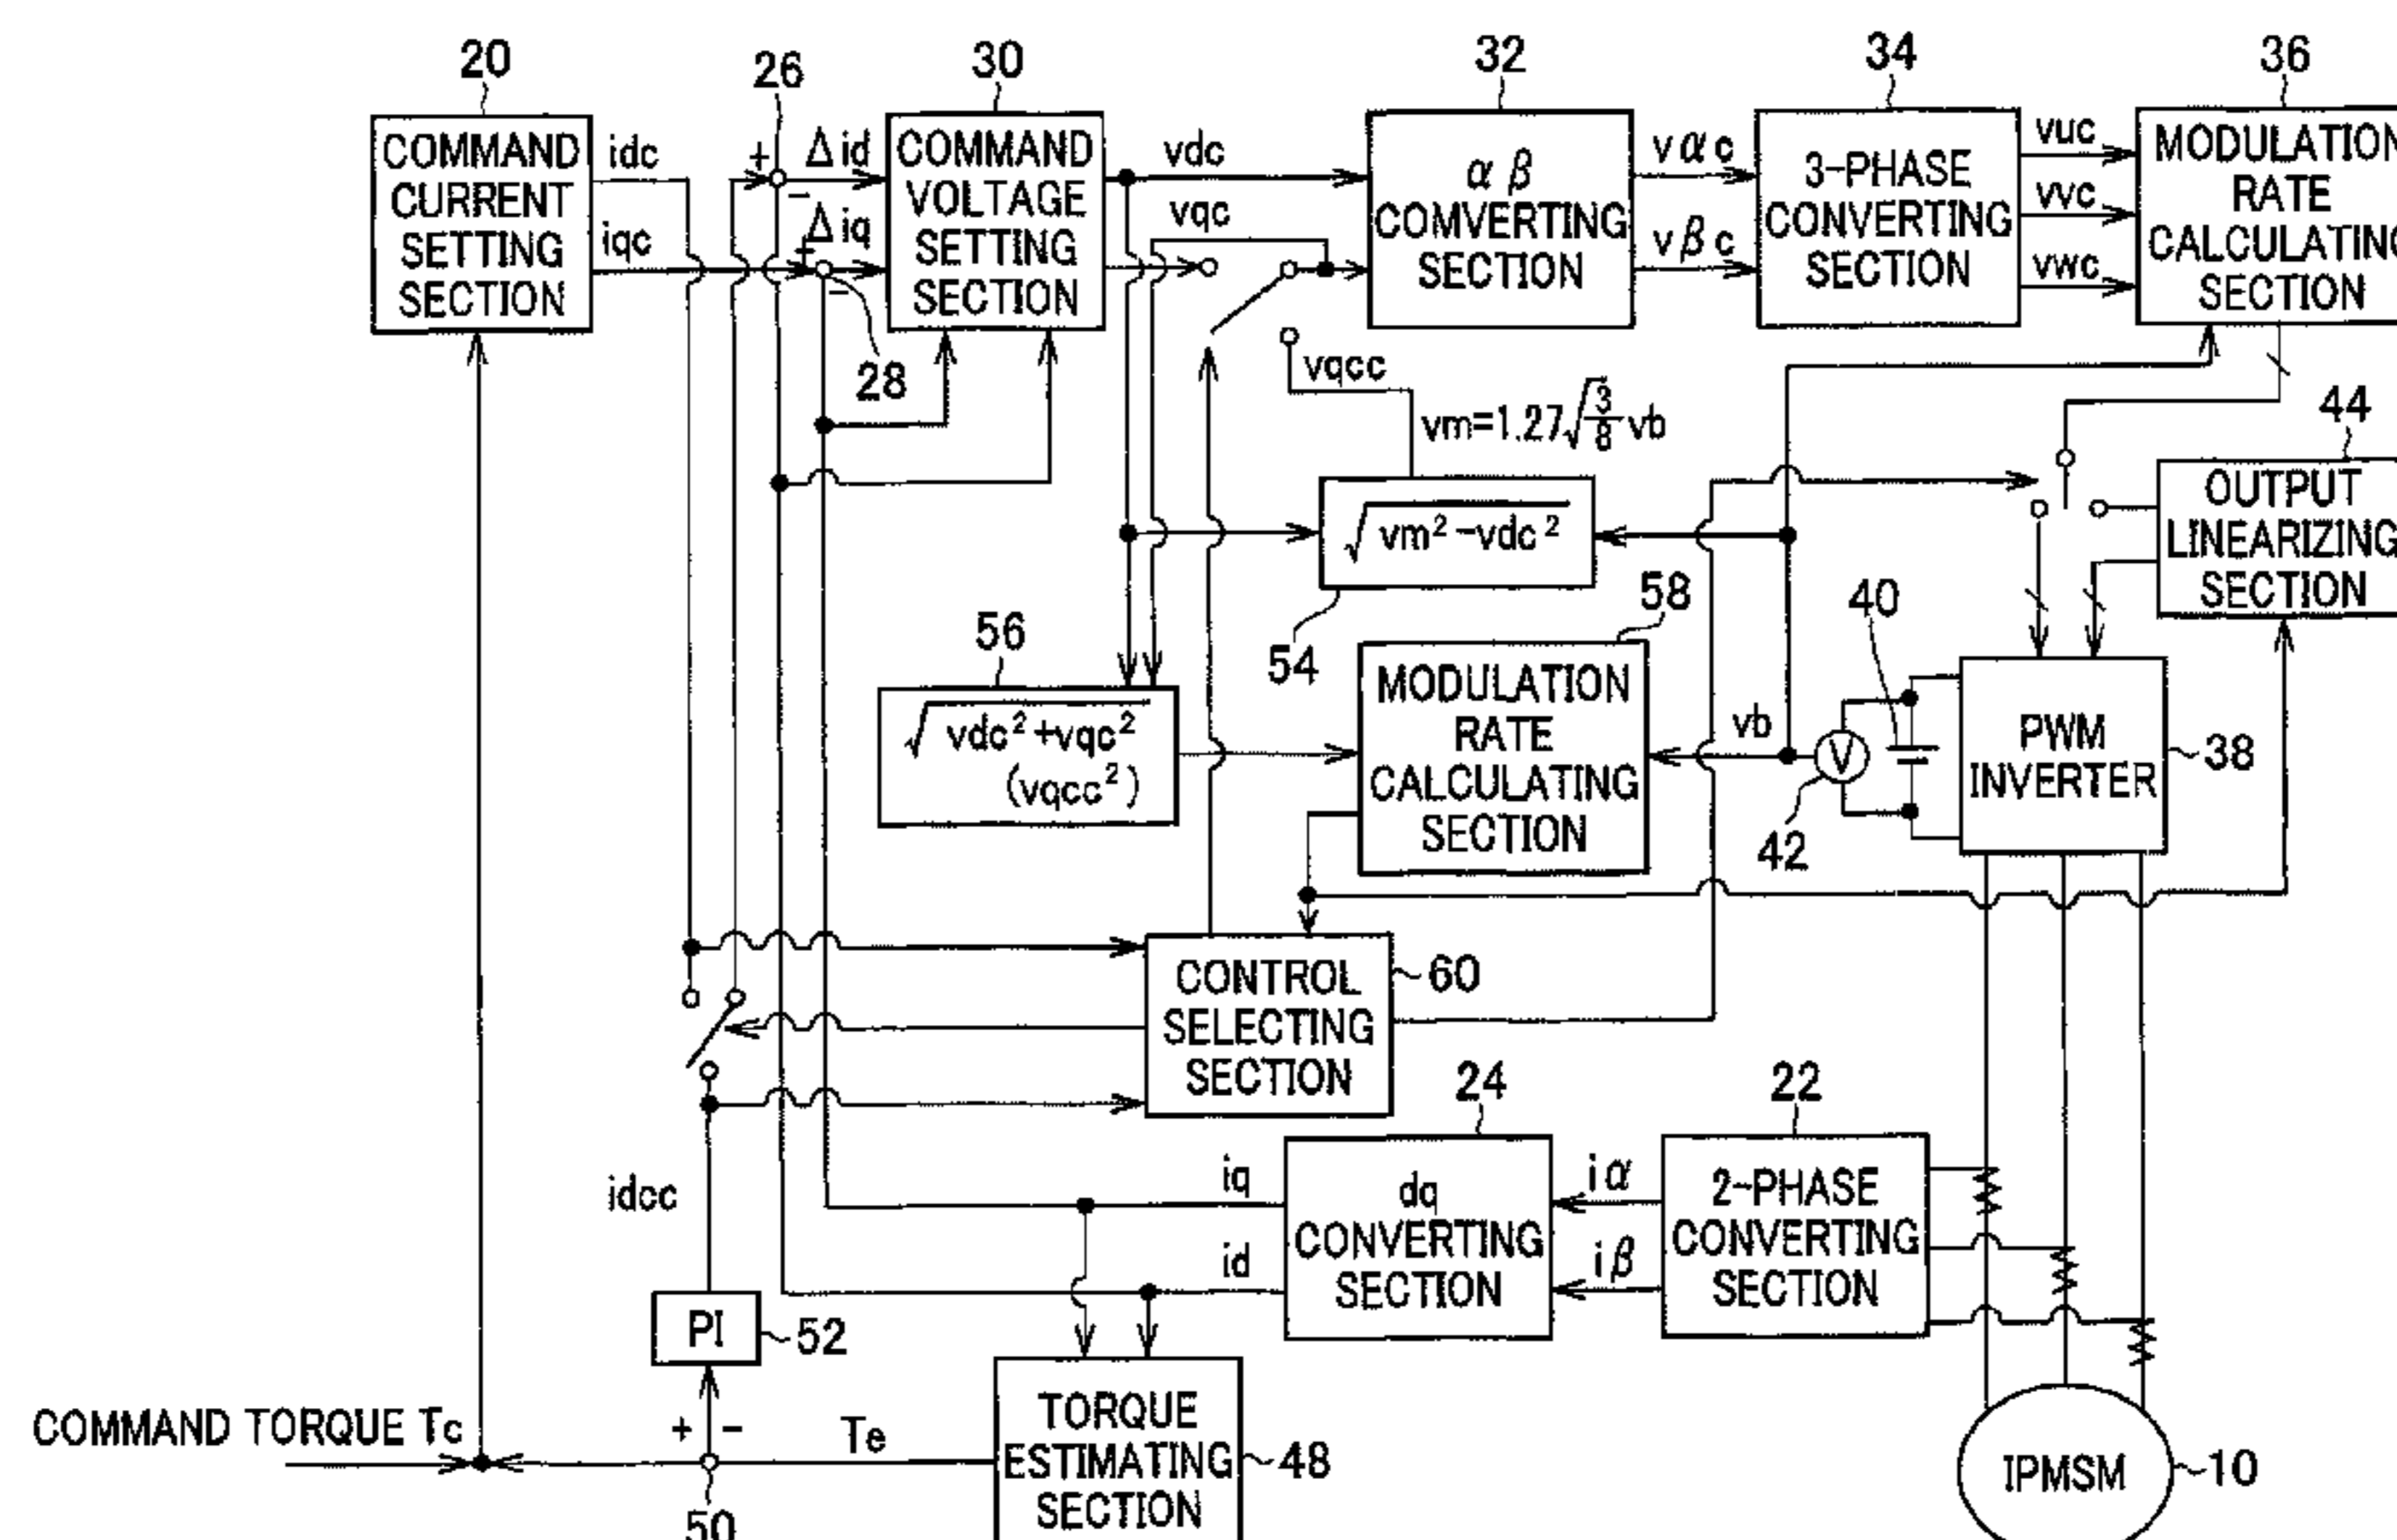 20
26
30
32
34
36
COMMAND
CURRENT
SETTING
SECTION
idc
iqc
+
Δid
−
+
Δiq
−
28
COMMAND
VOLTAGE
SETTING
SECTION
vdc
vqc
αβ
COMVERTING
SECTION
vαc
vβc
3-PHASE
CONVERTING
SECTION
vuc
vvc
vwc
MODULATION
RATE
CALCULATING
SECTION
vqcc
vm=1.27√3/8 vb
44
OUTPUT
LINEARIZING
SECTION
√vm²-vdc²
54
56
√vdc²+vqc²
(vqcc²)
58
MODULATION
RATE
CALCULATING
SECTION
vb
V
42
40
PWM
INVERTER
38
CONTROL
SELECTING
SECTION
60
24
22
idcc
iq
id
dq
CONVERTING
SECTION
iα
iβ
2-PHASE
CONVERTING
SECTION
PI
52
COMMAND TORQUE Tc
+ −
50
Te
TORQUE
ESTIMATING
SECTION
48
IPMSM
10